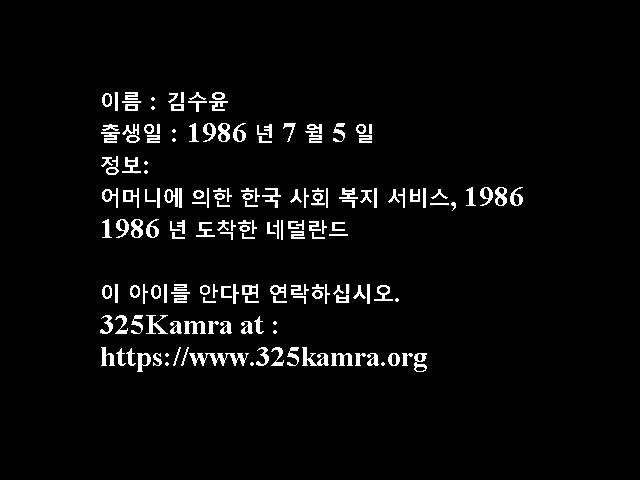 이름 : 김수윤
출생일 : 1986 년 7 월 5 일
정보:
어머니에 의한 한국 사회 복지 서비스, 1986
1986 년 도착한 네덜란드
이 아이를 안다면 연락하십시오.
325Kamra at :
https://www.325kamra.org